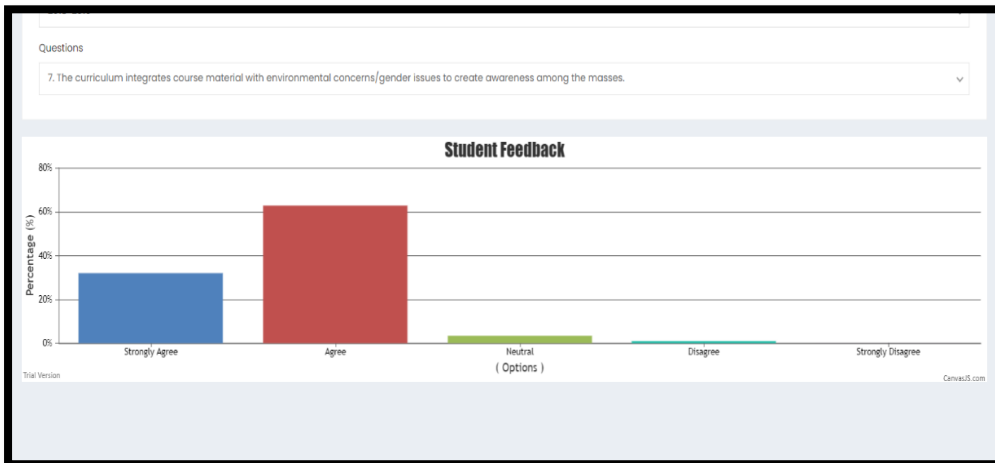 Questions
7. The curriculum integrates course material with environmental concerns/gender issues to create awareness among the masses.
Student Feedback
80%
60%
40%
20%
0%
Percentage (%)
Strongly Agree
Agree
Neutral
Disagree
Strongly Disagree
( Options )
Trial Version
CanvasJS.com